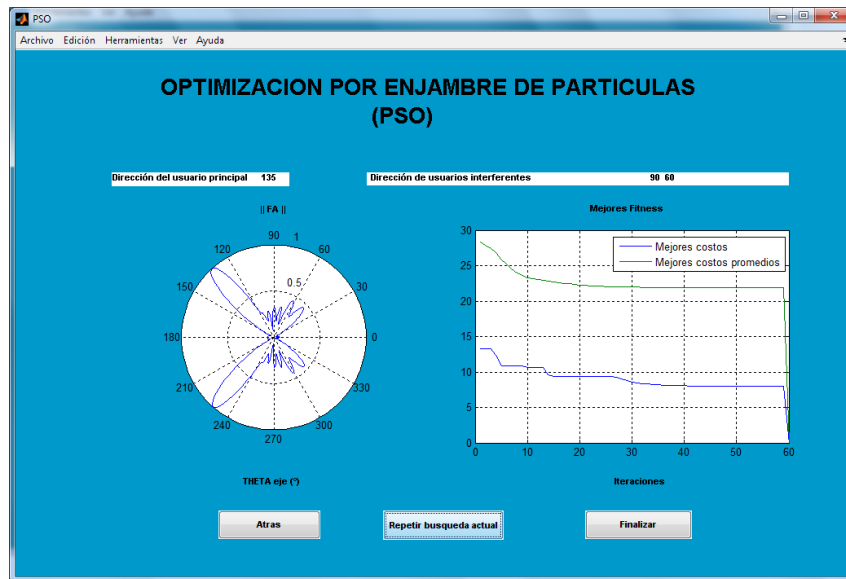 PSO
Archivo Edición Herramientas Ver Ayuda
OPTIMIZACION POR ENJAMBRE DE PARTICULAS
(PSO)
Dirección del usuario principal 135
Dirección de usuarios interferentes 90 60
|| FA ||
90 1
120 60
0.5
150 30
180 0
210 330
240 300
270
THETA eje (º)
Mejores Fitness
30
25
20
15
10
5
0
Mejores costos
Mejores costos promedios
0 10 20 30 40 50 60
Iteraciones
Atras
Repetir busqueda actual
Finalizar